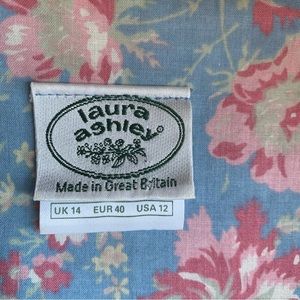 laura
ashley®
Made in Great Britain
UK 14 EUR 40 USA 12